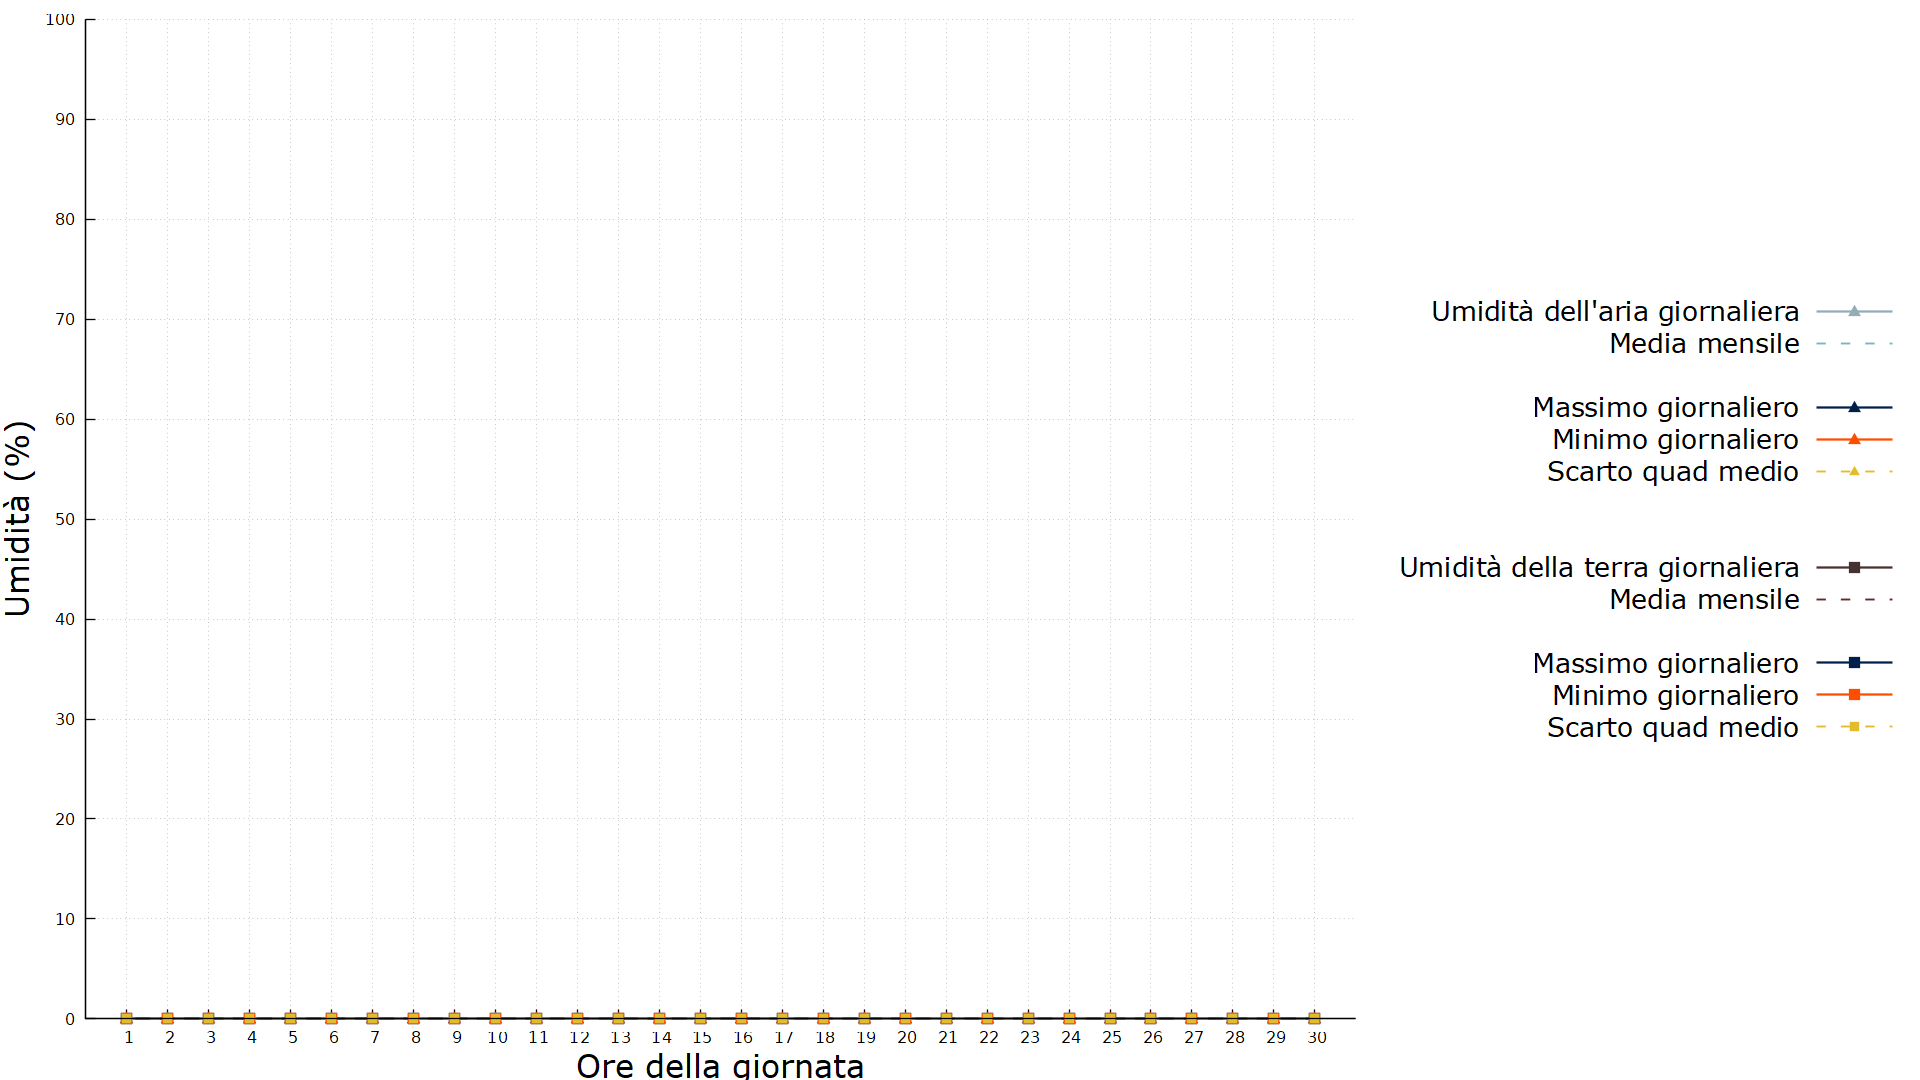 100
90
80
70
60
50
40
30
20
10
0
Umidità (%)
1 2 3 4 5 6 7 8 9 10 11 12 13 14 15 16 17 18 19 20 21 22 23 24 25 26 27 28 29 30
Ore della giornata
Umidità dell'aria giornaliera
Media mensile
Massimo giornaliero
Minimo giornaliero
Scarto quad medio
Umidità della terra giornaliera
Media mensile
Massimo giornaliero
Minimo giornaliero
Scarto quad medio